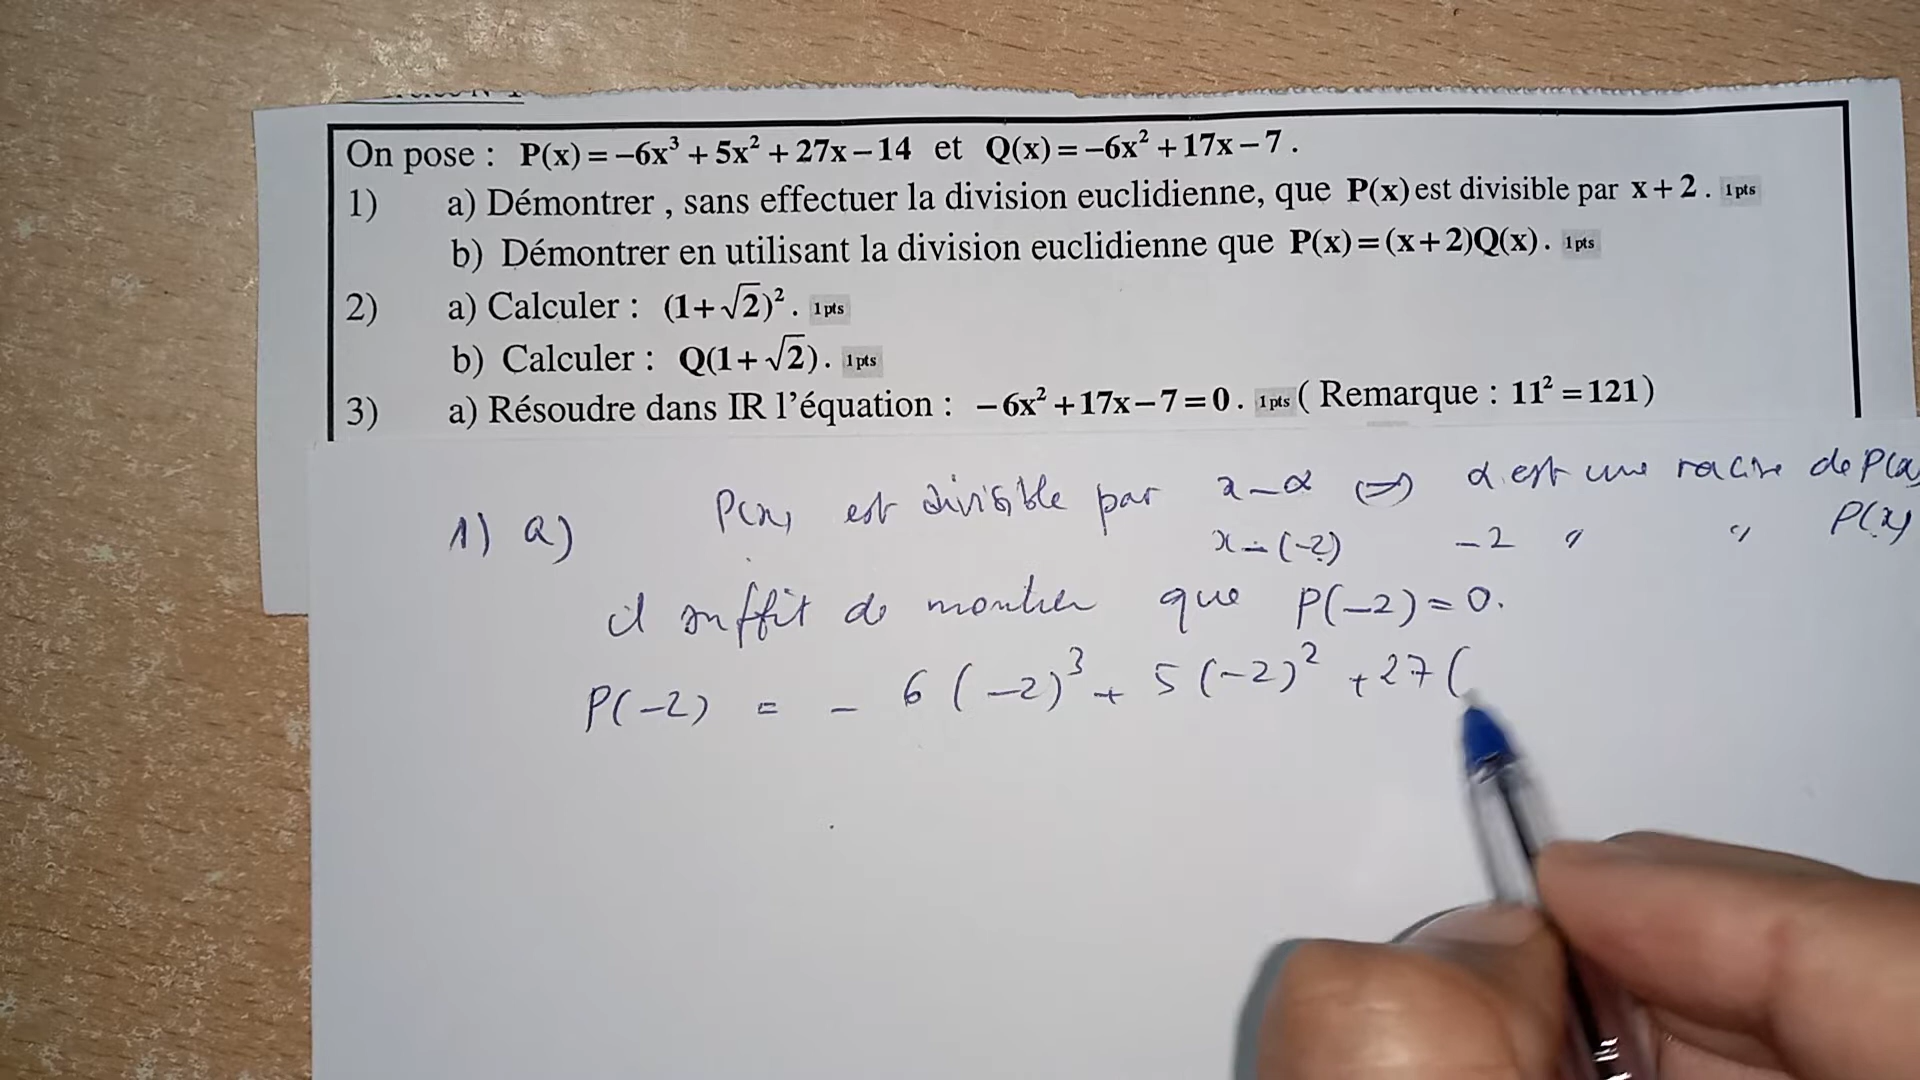 On pose : P(x) = −6x³ + 5x² + 27x − 14 et Q(x) = −6x² + 17x − 7 .
1) a) Démontrer , sans effectuer la division euclidienne, que P(x) est divisible par x + 2 . 1pts
b) Démontrer en utilisant la division euclidienne que P(x) = (x + 2)Q(x) . 1pts
2) a) Calculer : (1 + √2)² . 1pts
b) Calculer : Q(1 + √2) . 1pts
3) a) Résoudre dans IR l’équation : − 6x² + 17x − 7 = 0 . 1pts ( Remarque : 11² = 121 )
1) a) P(x) est divisible par x − α ⇔ α est une racine de P(x
x − (−2) − 2 " " P(x)
il suffit de montrer que P(−2) = 0.
P(−2) = − 6 (−2)³ + 5 (−2)² + 27 (